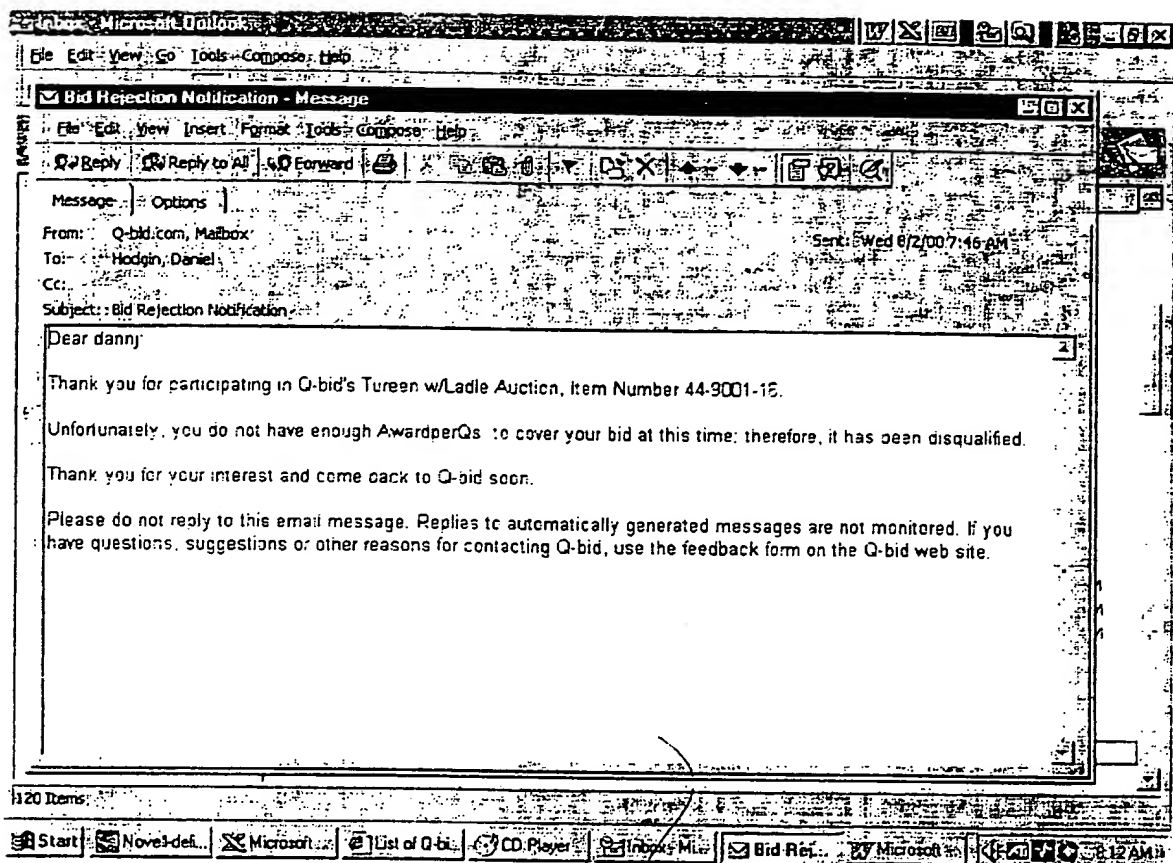 Inbox - Microsoft Outlook
File Edit View Go Tools Compose Help
Bid Rejection Notification - Message
File Edit View Insert Format Tools Compose Help
Reply Reply to All Forward
Message Options
From: Q-bid.com, Mailbox
Sent: Wed 8/2/00 7:46 AM
To: Hodgin, Daniel
Cc:
Subject: Bid Rejection Notification
Dear danny
Thank you for participating in Q-bid's Tureen w/Ladle Auction, Item Number
Unfortunately, you do not have enough AwardperQs to cover your bid at this time; therefore, it has been disqualified.
Thank you for your interest and come back to Q-bid soon.
Please do not reply to this email message. Replies to automatically generated messages are not monitored. If you
have questions, suggestions or other reasons for contacting Q-bid, use the feedback form on the Q-bid web site.
120 Items
Start Novell-deli... Microsoft ... List of Q-bi... CD Player Inbox - Mi... Bid Rej... Microsoft 8:12 AM